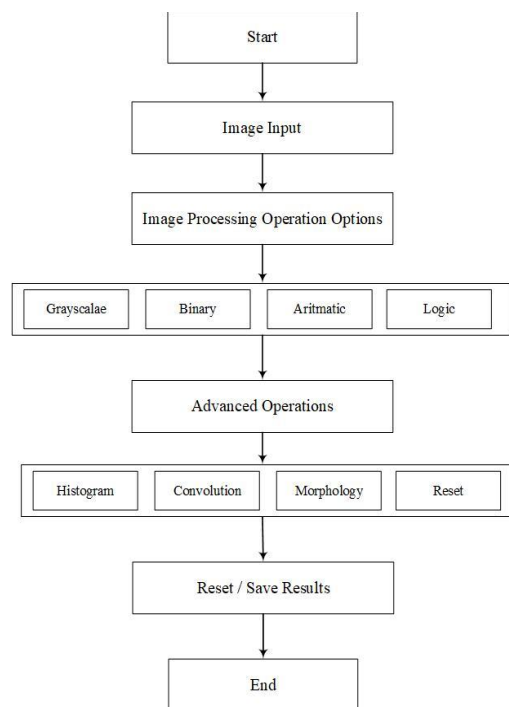 Start
Image Input
Image Processing Operation Options
Grayscalae Binary Aritmatic Logic
Advanced Operations
Histogram Convolution Morphology Reset
Reset / Save Results
End